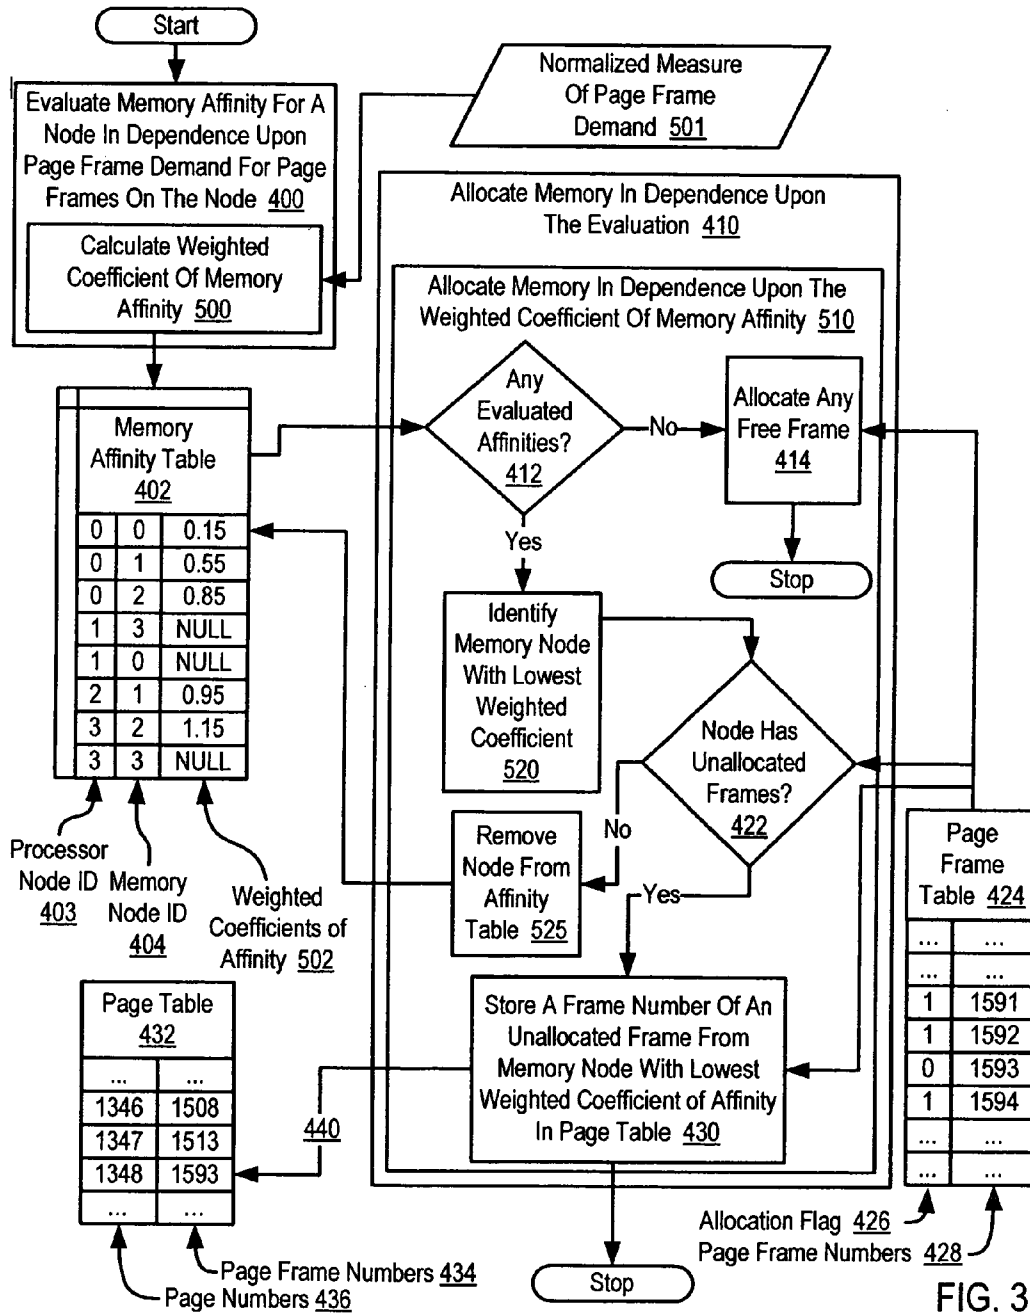 Start
Normalized Measure
Of Page Frame
Demand 501
Evaluate Memory Affinity For A
Node In Dependence Upon
Page Frame Demand For Page
Frames On The Node 400
Calculate Weighted
Coefficient Of Memory
Affinity 500
Allocate Memory In Dependence Upon
The Evaluation 410
Allocate Memory In Dependence Upon The
Weighted Coefficient Of Memory Affinity 510
Any
Evaluated
Affinities?
412
No
Allocate Any
Free Frame
414
Stop
Yes
Memory
Affinity Table
402
0 0 0.15
0 1 0.55
0 2 0.85
1 3 NULL
1 0 NULL
2 1 0.95
3 2 1.15
3 3 NULL
Processor
Node ID
403
Memory
Node ID
404
Weighted
Coefficients of
Affinity 502
Identify
Memory Node
With Lowest
Weighted
Coefficient
520
Node Has
Unallocated
Frames?
422
No
Yes
Remove
Node From
Affinity
Table 525
Page
Frame
Table 424
... ...
... ...
1 1591
1 1592
0 1593
1 1594
... ...
... ...
Allocation Flag 426
Page Frame Numbers 428
Store A Frame Number Of An
Unallocated Frame From
Memory Node With Lowest
Weighted Coefficient of Affinity
In Page Table 430
440
Page Table
432
... ...
1346 1508
1347 1513
1348 1593
... ...
Page Frame Numbers 434
Page Numbers 436
Stop
FIG. 3